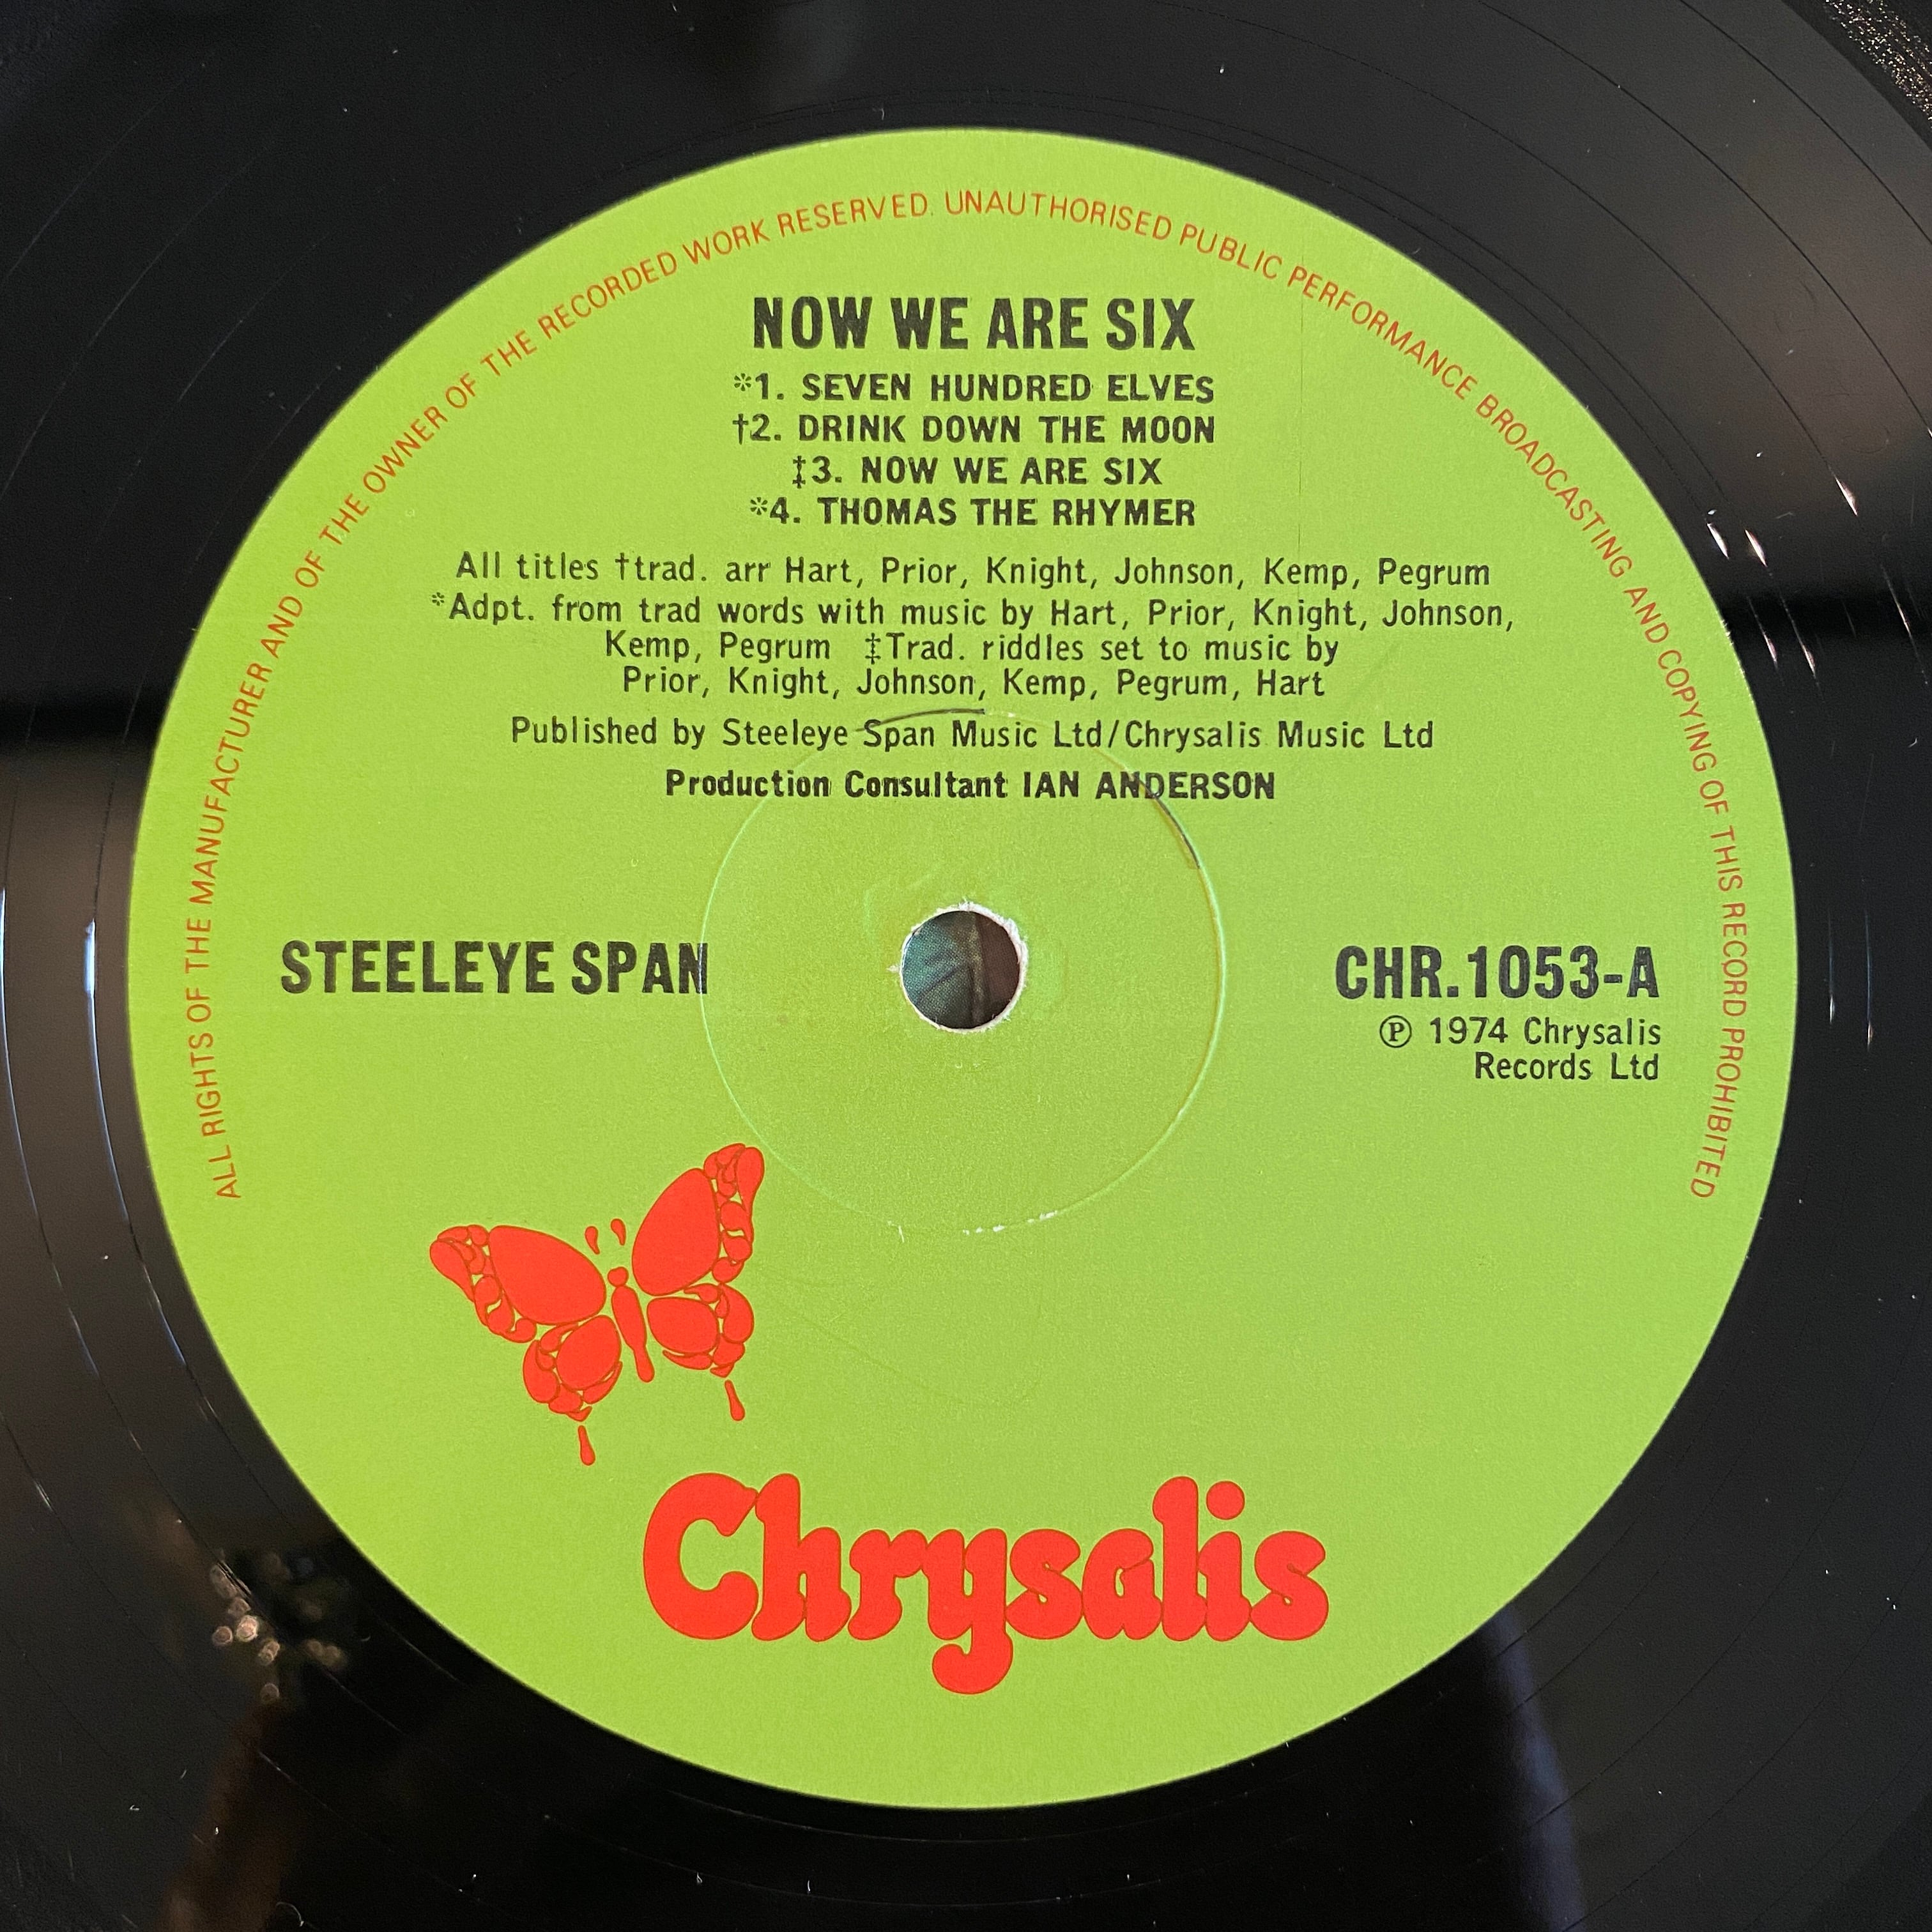 ALL RIGHTS OF THE MANUFACTURER AND OF THE OWNER OF THE RECORDED WORK RESERVED. UNAUTHORISED PUBLIC PERFORMANCE BROADCASTING AND COPYING OF THIS RECORD PROHIBITED
NOW WE ARE SIX
*1. SEVEN HUNDRED ELVES
†2. DRINK DOWN THE MOON
‡3. NOW WE ARE SIX
*4. THOMAS THE RHYMER
All titles †trad. arr Hart, Prior, Knight, Johnson, Kemp, Pegrum
*Adpt. from trad words with music by Hart, Prior, Knight, Johnson,
Kemp, Pegrum ‡Trad. riddles set to music by
Prior, Knight, Johnson, Kemp, Pegrum, Hart
Published by Steeleye Span Music Ltd/Chrysalis Music Ltd
Production Consultant IAN ANDERSON
STEELEYE SPAN
CHR.1053-A
℗ 1974 Chrysalis
Records Ltd
Chrysalis